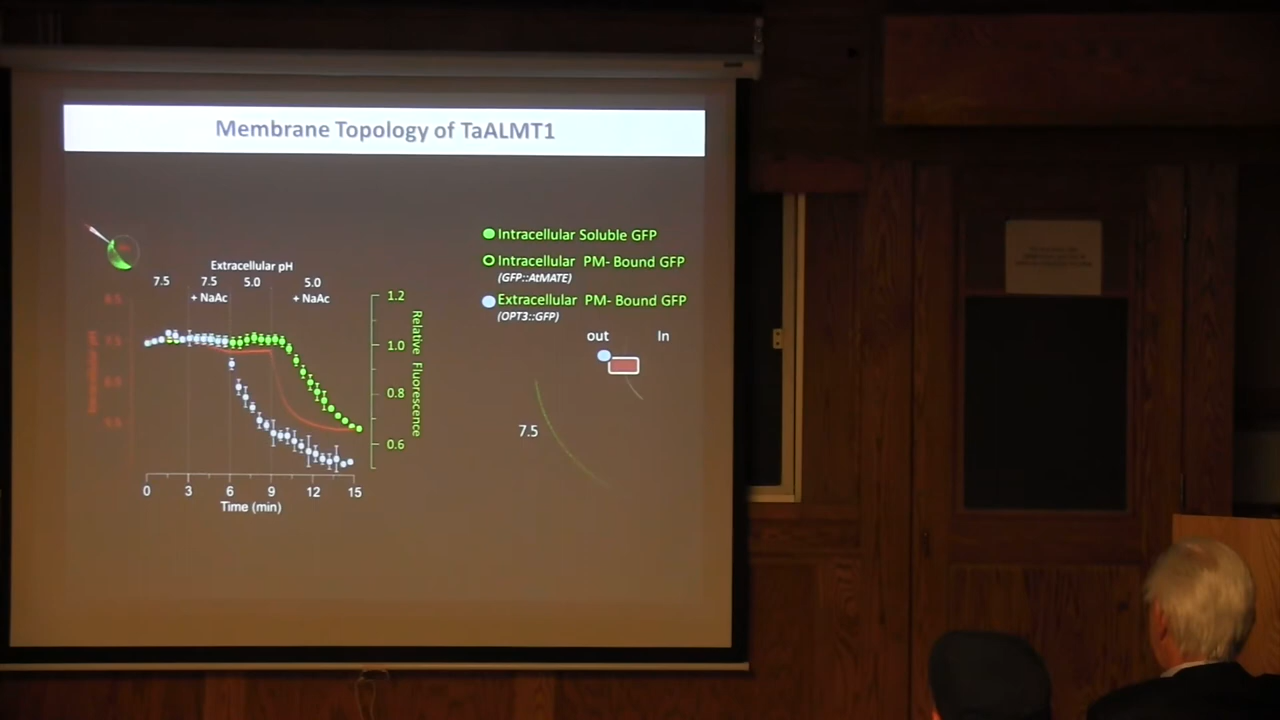 Membrane Topology of TaALMT1
Intracellular Soluble GFP
Intracellular PM- Bound GFP
(GFP::AtMATE)
Extracellular PM- Bound GFP
(OPT3::GFP)
out In
7.5
Extracellular pH
7.5 7.5 5.0 5.0
+ NaAc + NaAc
1.2
1.0
0.8
0.6
Relative Fluorescence
0 3 6 9 12 15
Time (min)